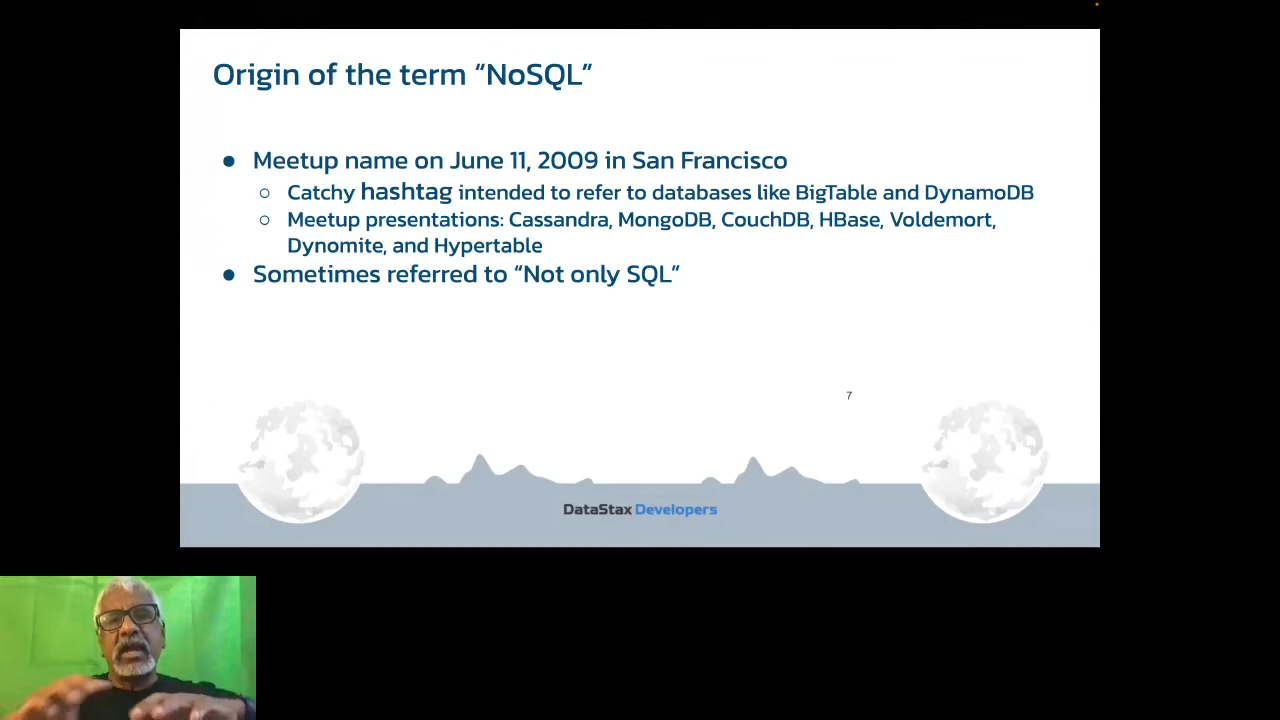 Origin of the term “NoSQL”
● Meetup name on June 11, 2009 in San Francisco
○ Catchy hashtag intended to refer to databases like BigTable and DynamoDB
○ Meetup presentations: Cassandra, MongoDB, CouchDB, HBase, Voldemort,
Dynomite, and Hypertable
● Sometimes referred to “Not only SQL”
7
DataStax Developers